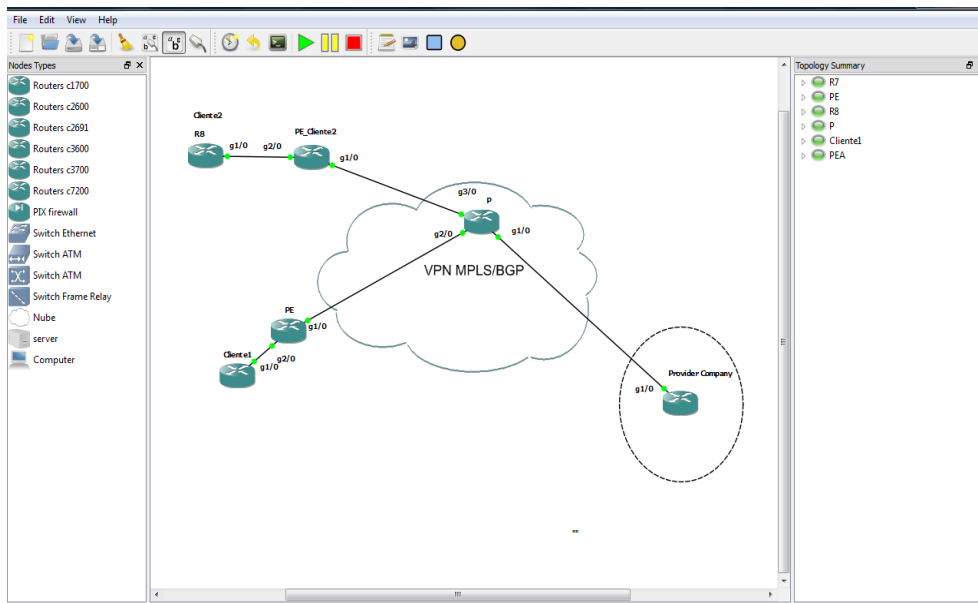 File Edit View Help
Nodes Types
Routers c1700
Routers c2600
Routers c2691
Routers c3600
Routers c3700
Routers c7200
PIX firewall
Switch Ethernet
Switch ATM
Switch ATM
Switch Frame Relay
Nube
server
Computer
Cliente2
R8
g1/0
g2/0
PE_Cliente2
g1/0
g3/0
P
g2/0
g1/0
VPN MPLS/BGP
PE
g1/0
g2/0
Cliente1
g1/0
Provider Company
g1/0
""
Topology Summary
R7
PE
R8
P
Cliente1
PEA